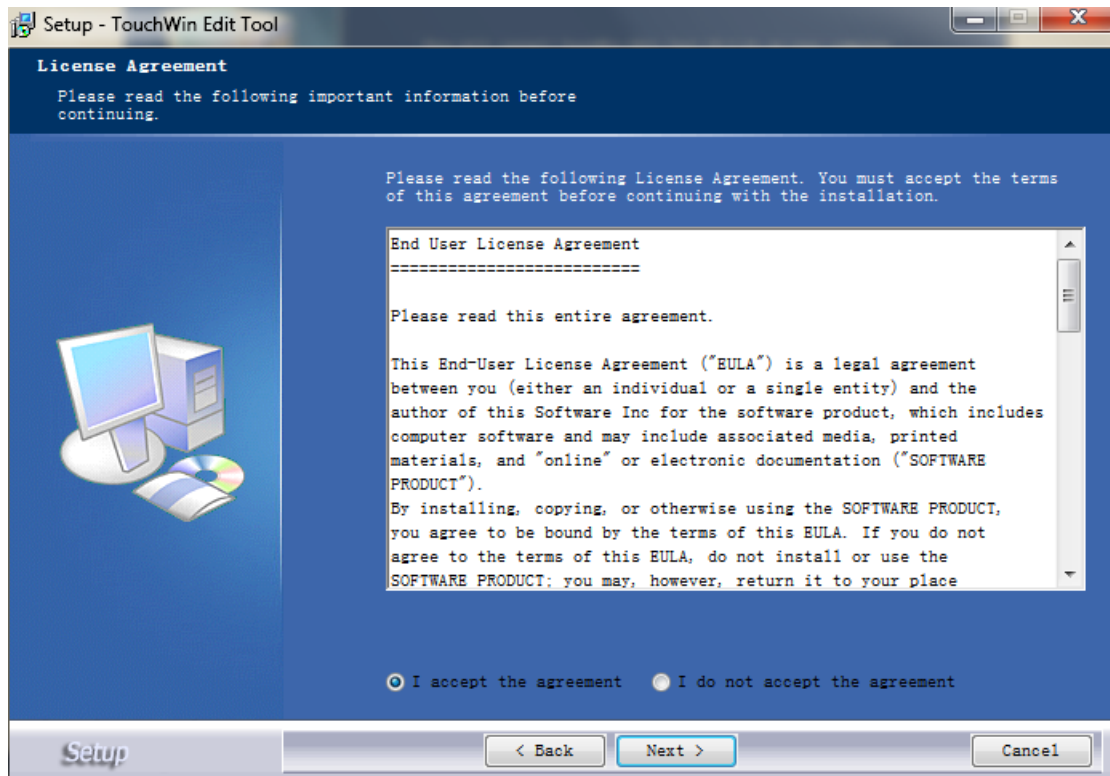 Setup - TouchWin Edit Tool
License Agreement
Please read the following important information before
continuing.
Please read the following License Agreement. You must accept the terms
of this agreement before continuing with the installation.
End User License Agreement
==========================
Please read this entire agreement.
This End-User License Agreement ("EULA") is a legal agreement
between you (either an individual or a single entity) and the
author of this Software Inc for the software product, which includes
computer software and may include associated media, printed
materials, and "online" or electronic documentation ("SOFTWARE
PRODUCT").
By installing, copying, or otherwise using the SOFTWARE PRODUCT,
you agree to be bound by the terms of this EULA. If you do not
agree to the terms of this EULA, do not install or use the
SOFTWARE PRODUCT; you may, however, return it to your place
I accept the agreement I do not accept the agreement
Setup < Back Next > Cancel